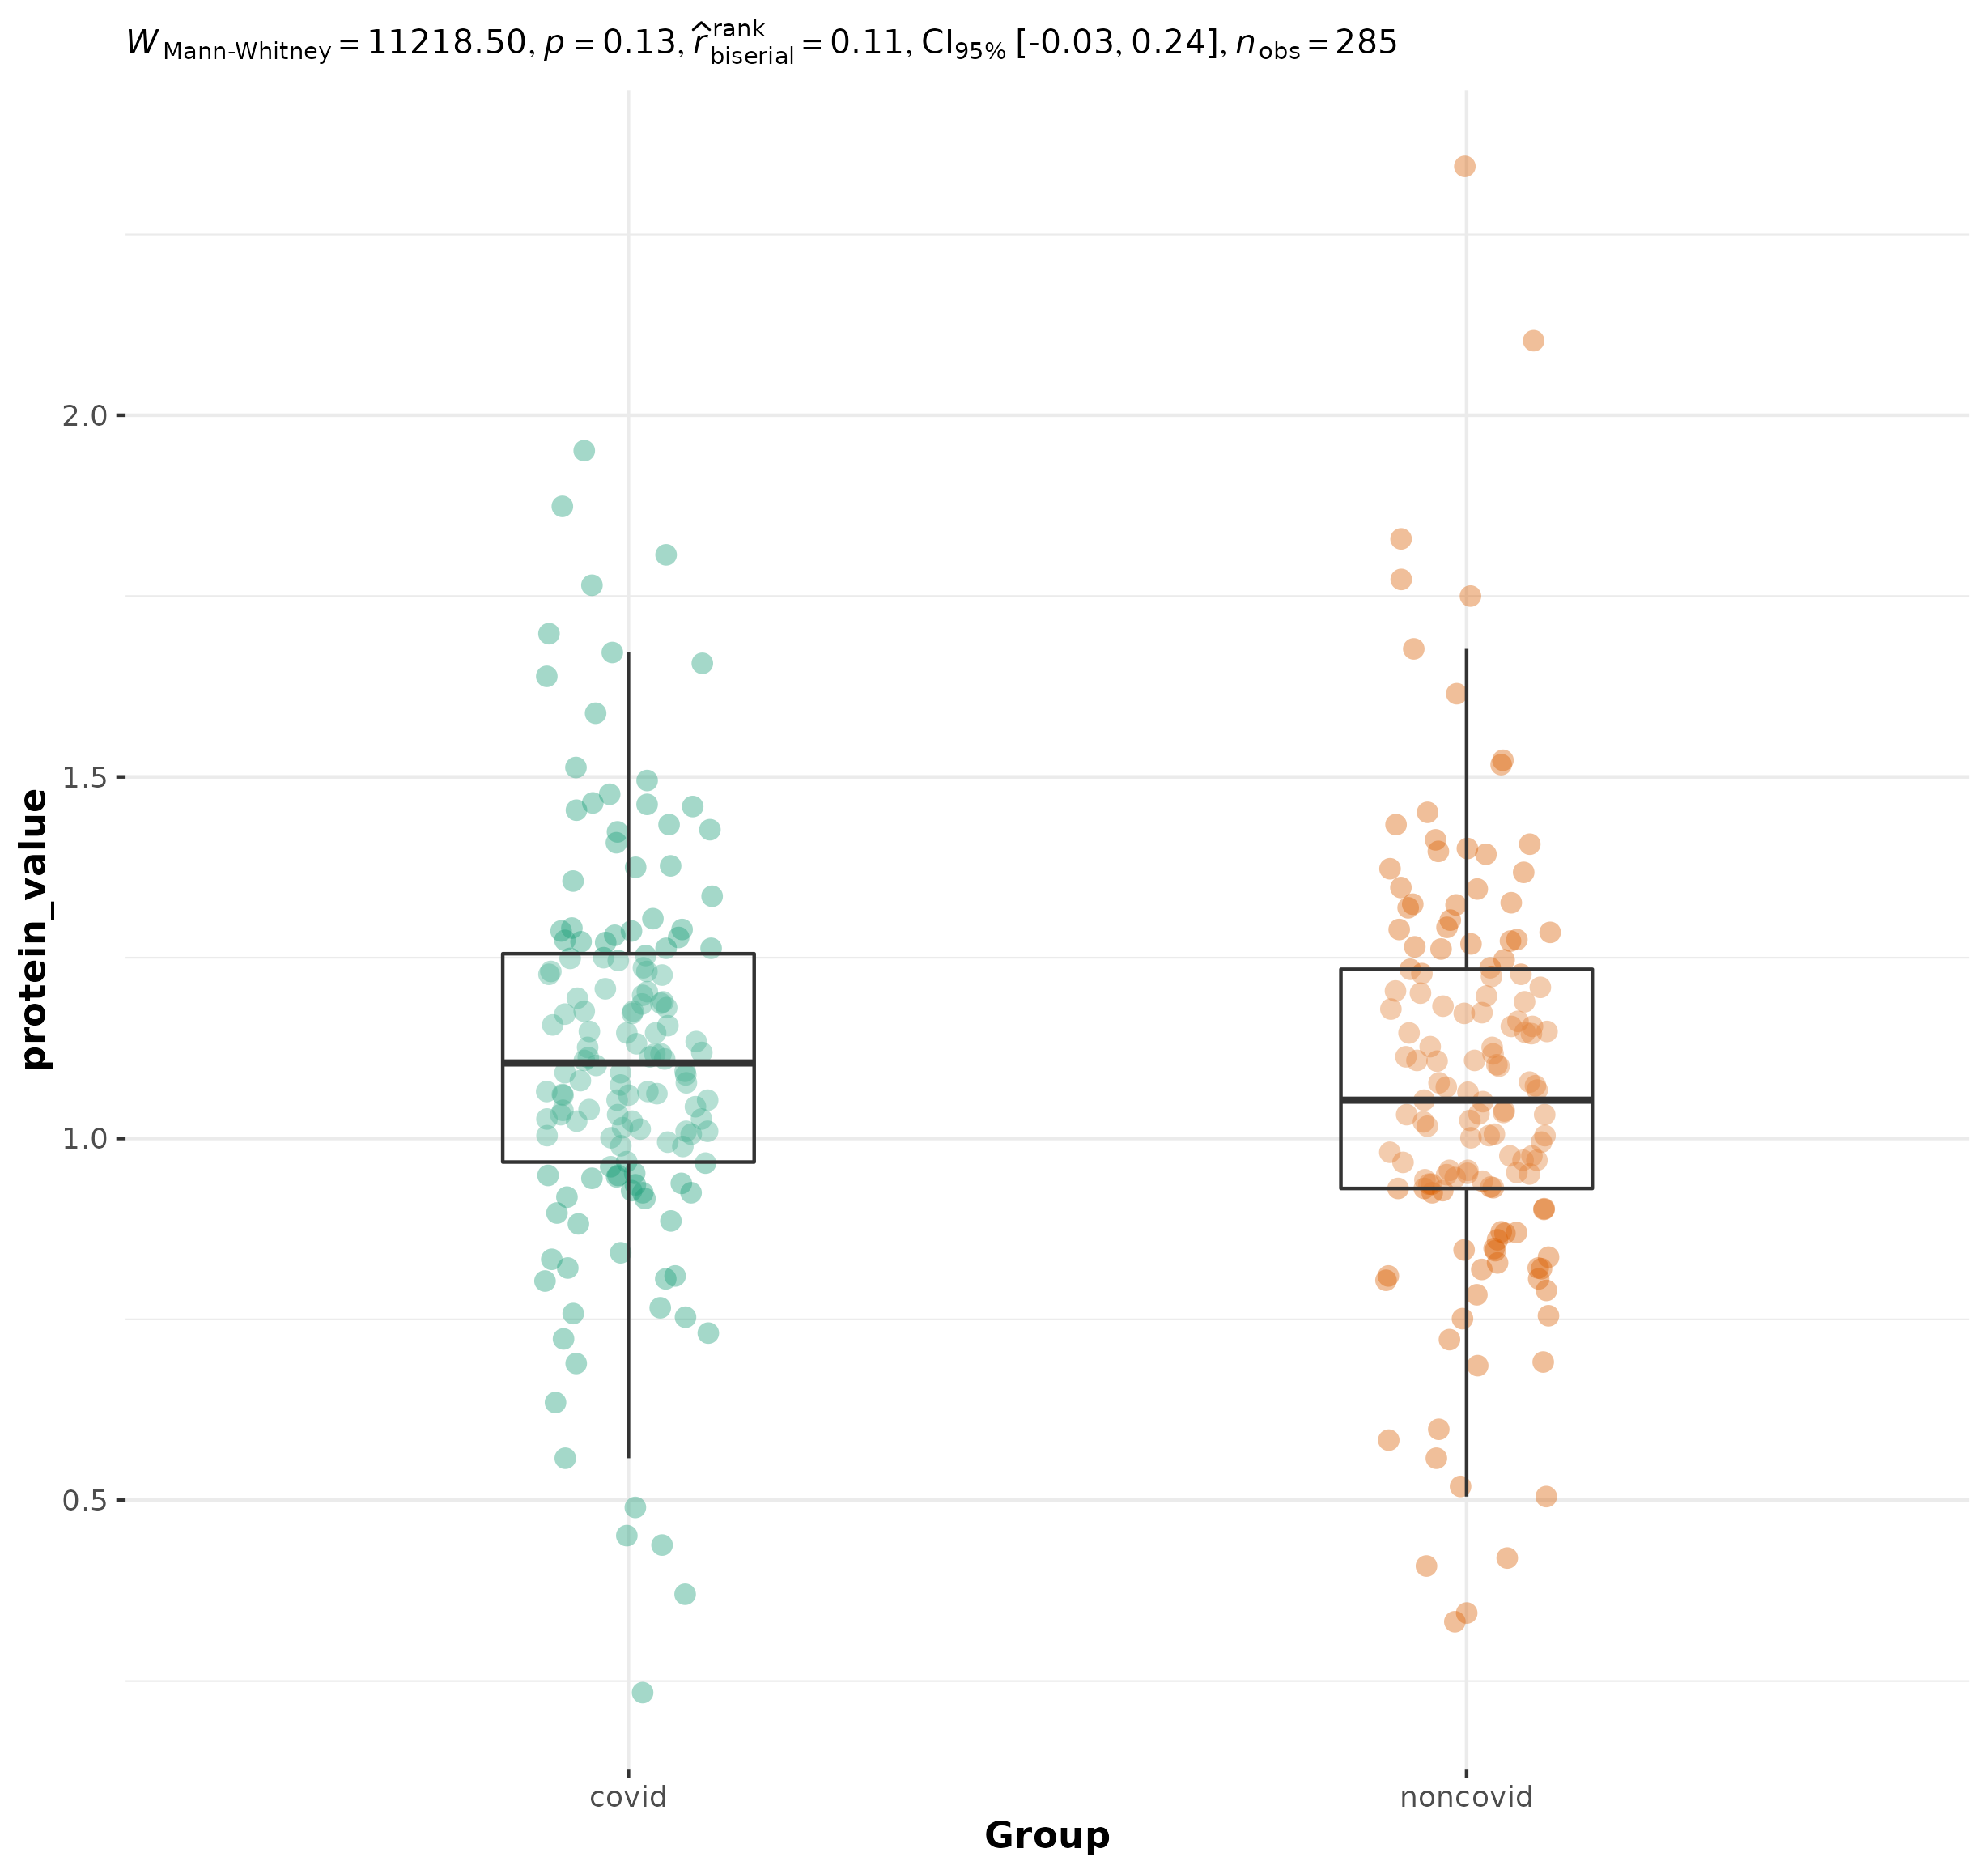 W Mann-Whitney = 11218.50, p = 0.13, r̂ rank biserial = 0.11, CI95% [-0.03, 0.24], nobs = 285
2.0
1.5
1.0
0.5
protein_value
covid noncovid
Group